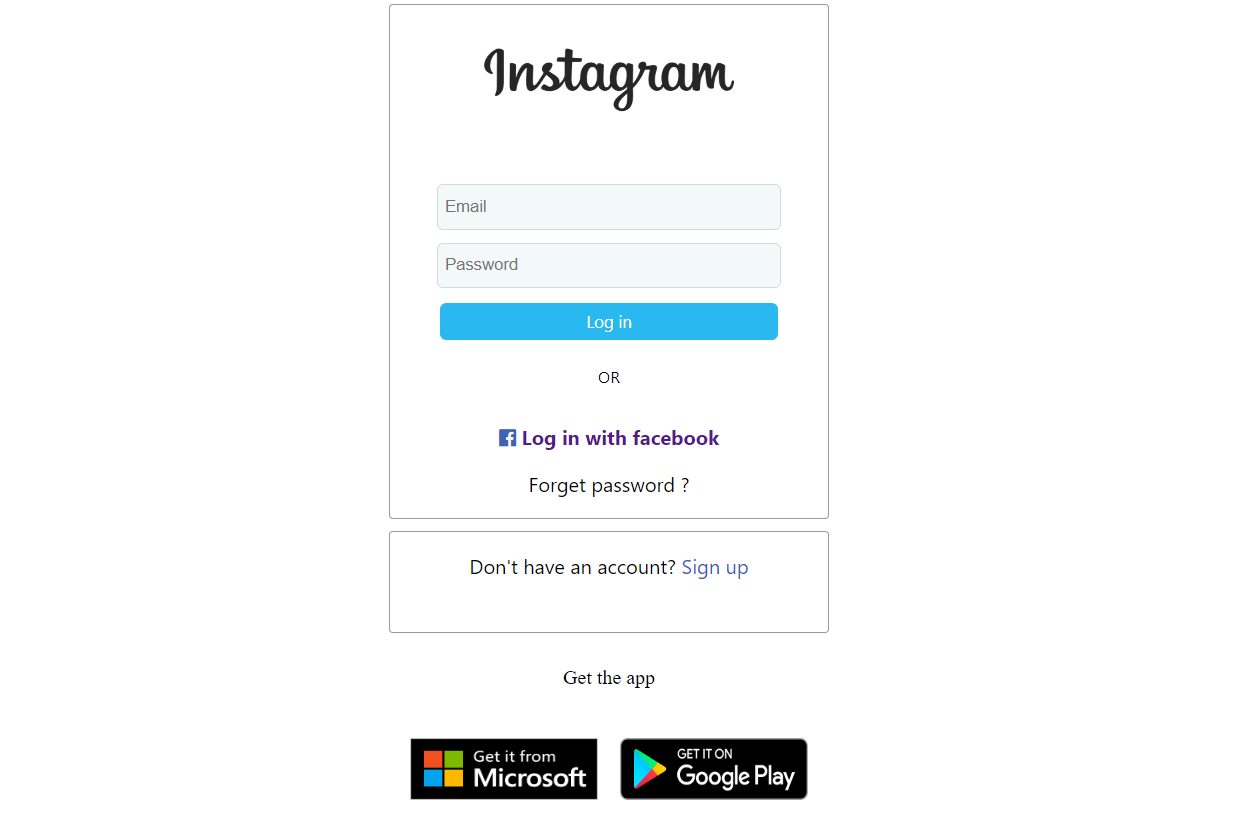 Instagram
Email
Password
Log in
OR
Log in with facebook
Forget password ?
Don't have an account? Sign up
Get the app
Get it from
Microsoft
GET IT ON
Google Play